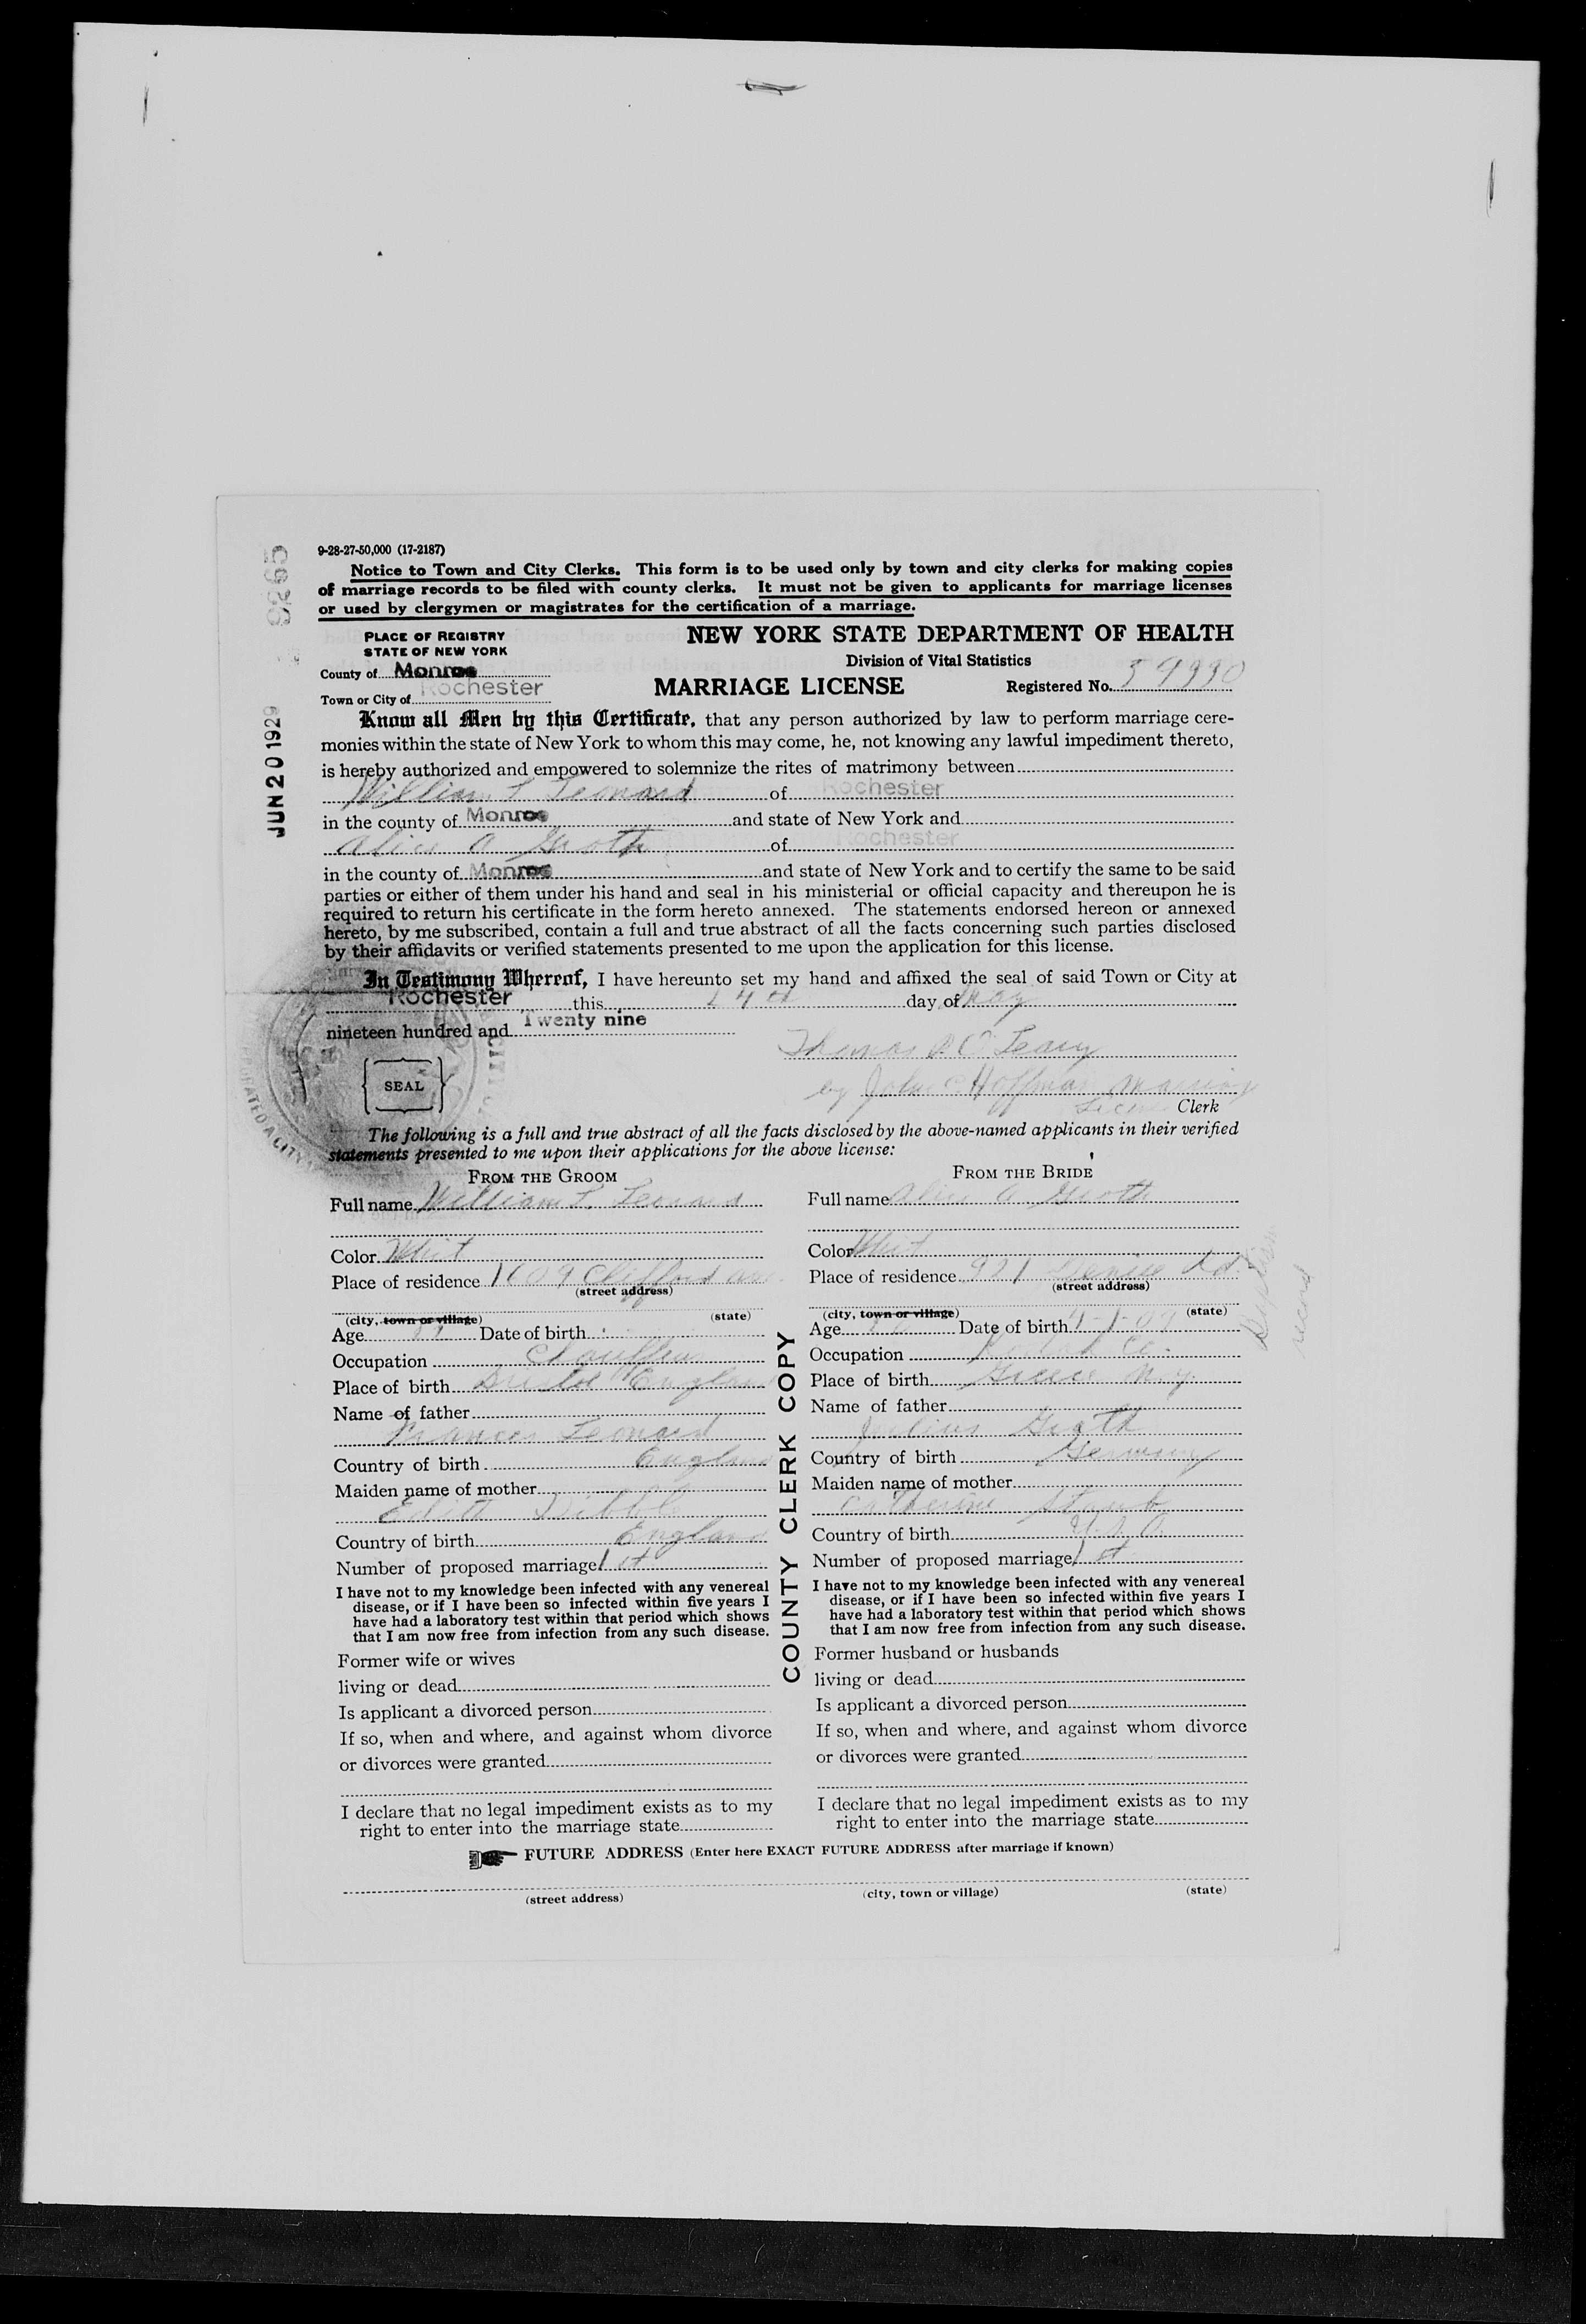 9265
JUN 20 1929
9-28-27-50,000 (17-2187)
Notice to Town and City Clerks. This form is to be used only by town and city clerks for making copies
of marriage records to be filed with county clerks. It must not be given to applicants for marriage licenses
or used by clergymen or magistrates for the certification of a marriage.
PLACE OF REGISTRY
STATE OF NEW YORK
County of Monroe
Town or City of Rochester
NEW YORK STATE DEPARTMENT OF HEALTH
Division of Vital Statistics
MARRIAGE LICENSE
Registered No. 59990
Know all Men by this Certificate, that any person authorized by law to perform marriage cere-
monies within the state of New York to whom this may come, he, not knowing any lawful impediment thereto,
is hereby authorized and empowered to solemnize the rites of matrimony between
William T Leonard of Rochester
in the county of Monroe and state of New York and
Alice A Groth of Rochester
in the county of Monroe and state of New York and to certify the same to be said
parties or either of them under his hand and seal in his ministerial or official capacity and thereupon he is
required to return his certificate in the form hereto annexed. The statements endorsed hereon or annexed
hereto, by me subscribed, contain a full and true abstract of all the facts concerning such parties disclosed
by their affidavits or verified statements presented to me upon the application for this license.
In Testimony Whereof, I have hereunto set my hand and affixed the seal of said Town or City at
Rochester this day of May
nineteen hundred and Twenty nine
Thomas D O'Leary
by John C Hoffman Marriage
SEAL
License Clerk
The following is a full and true abstract of all the facts disclosed by the above-named applicants in their verified
statements presented to me upon their applications for the above license:
FROM THE GROOM
Full name William T. Leonard
Color Whit
Place of residence 1609 Clifford av
(street address)
(city, town or village) (state)
Age Date of birth
Occupation Chauffeur
Place of birth Bristol England
Name of father
Frances Leonard
Country of birth England
Maiden name of mother
Edith Dibble
Country of birth England
Number of proposed marriage 1st
I have not to my knowledge been infected with any venereal
disease, or if I have been so infected within five years I
have had a laboratory test within that period which shows
that I am now free from infection from any such disease.
Former wife or wives
living or dead
Is applicant a divorced person
If so, when and where, and against whom divorce
or divorces were granted
I declare that no legal impediment exists as to my
right to enter into the marriage state
COUNTY CLERK COPY
FROM THE BRIDE
Full name Alice A Groth
Color Whit
Place of residence 921 Denise Rd
(street address)
(city, town or village) (state)
Age Date of birth 4-1-09
Occupation Kodak Co.
Place of birth Greece N.Y.
Name of father
Julius Groth
Country of birth Germany
Maiden name of mother
Catherine Staub
Country of birth U.S.A.
Number of proposed marriage 1st
I have not to my knowledge been infected with any venereal
disease, or if I have been so infected within five years I
have had a laboratory test within that period which shows
that I am now free from infection from any such disease.
Former husband or husbands
living or dead
Is applicant a divorced person
If so, when and where, and against whom divorce
or divorces were granted
I declare that no legal impediment exists as to my
right to enter into the marriage state
record
FUTURE ADDRESS (Enter here EXACT FUTURE ADDRESS after marriage if known)
(street address) (city, town or village) (state)